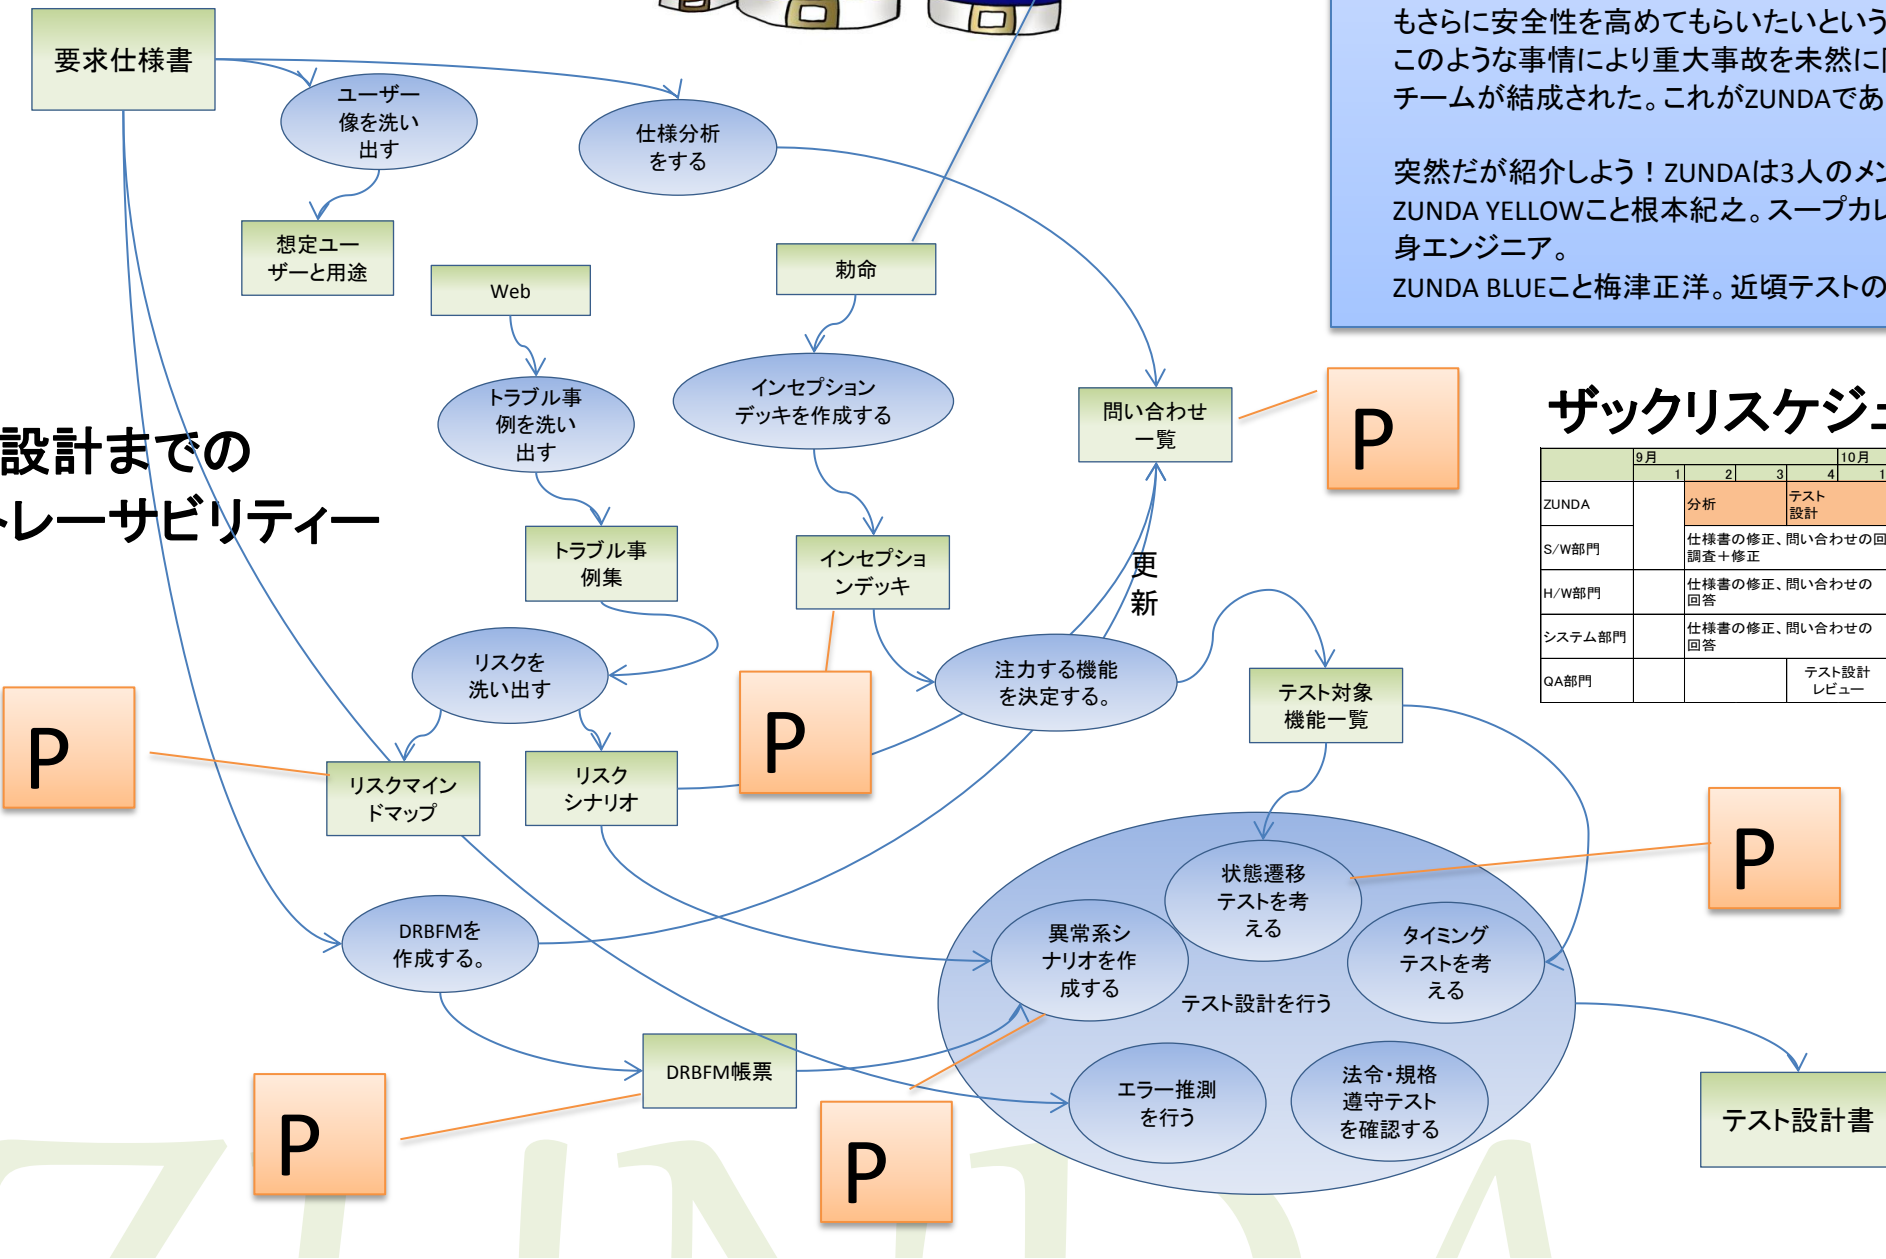 もさらに安全性を高めてもらいたいという
このような事情により重大事故を未然に
チームが結成された。これがZUNDAであ
突然だが紹介しよう！ZUNDAは3人のメン
ZUNDA YELLOWこと根本紀之。スープカレ
身エンジニア。
ZUNDA BLUEこと梅津正洋。近頃テストの
要求仕様書
ユーザー
像を洗い
出す
仕様分析
をする
想定ユー
ザーと用途
Web
勅命
トラブル事
例を洗い
出す
インセプション
デッキを作成する
問い合わせ
一覧
P
設計までの
トレーサビリティー
トラブル事
例集
インセプショ
ンデッキ
更
新
リスクを
洗い出す
注力する機能
を決定する。
テスト対象
機能一覧
P
P
リスクマイン
ドマップ
リスク
シナリオ
P
状態遷移
テストを考
える
異常系シ
ナリオを作
成する
タイミング
テストを考
える
テスト設計を行う
DRBFMを
作成する。
DRBFM帳票
エラー推測
を行う
法令・規格
遵守テスト
を確認する
テスト設計書
P
P
ザックリスケジュ
9月 10月
1 2 3 4 1
ZUNDA 分析 テスト
設計
S/W部門 仕様書の修正、問い合わせの回
調査＋修正
H/W部門 仕様書の修正、問い合わせの
回答
システム部門 仕様書の修正、問い合わせの
回答
QA部門 テスト設計
レビュー
ZUNDA